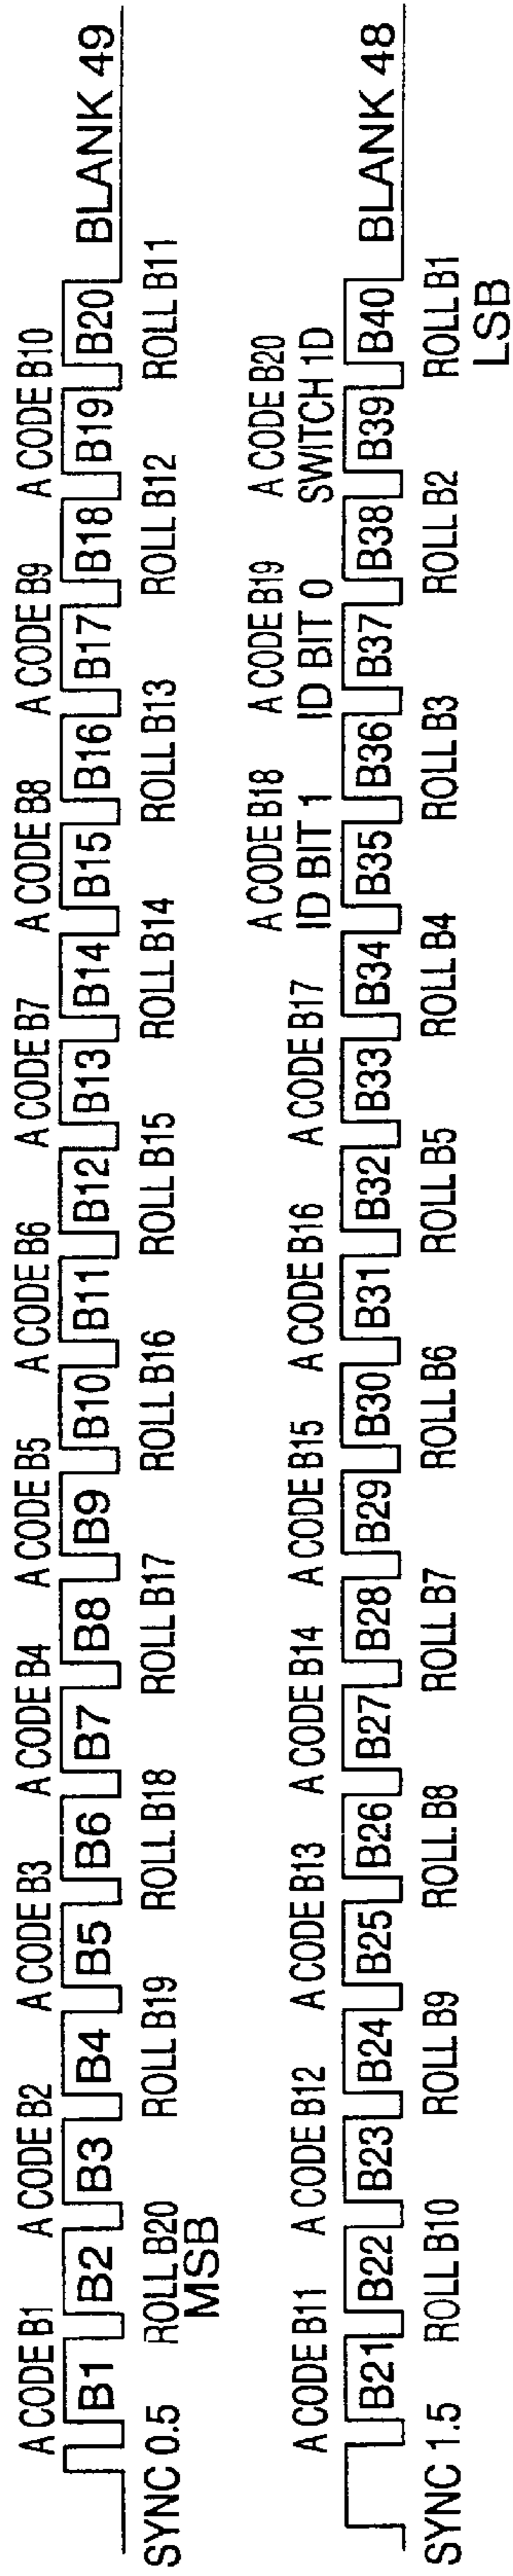 A CODE B1 A CODE B2 A CODE B3 A CODE B4 A CODE B5 A CODE B6 A CODE B7 A CODE B8 A CODE B9 A CODE B10
B1 B2 B3 B4 B5 B6 B7 B8 B9 B10 B11 B12 B13 B14 B15 B16 B17 B18 B19 B20 BLANK 49
SYNC 0.5 ROLL B20 ROLL B19 ROLL B18 ROLL B17 ROLL B16 ROLL B15 ROLL B14 ROLL B13 ROLL B12 ROLL B11
MSB
A CODE B18 A CODE B19 A CODE B20
A CODE B11 A CODE B12 A CODE B13 A CODE B14 A CODE B15 A CODE B16 A CODE B17 ID BIT 1 ID BIT 0 SWITCH 1D
B21 B22 B23 B24 B25 B26 B27 B28 B29 B30 B31 B32 B33 B34 B35 B36 B37 B38 B39 B40 BLANK 48
SYNC 1.5 ROLL B10 ROLL B9 ROLL B8 ROLL B7 ROLL B6 ROLL B5 ROLL B4 ROLL B3 ROLL B2 ROLL B1
LSB